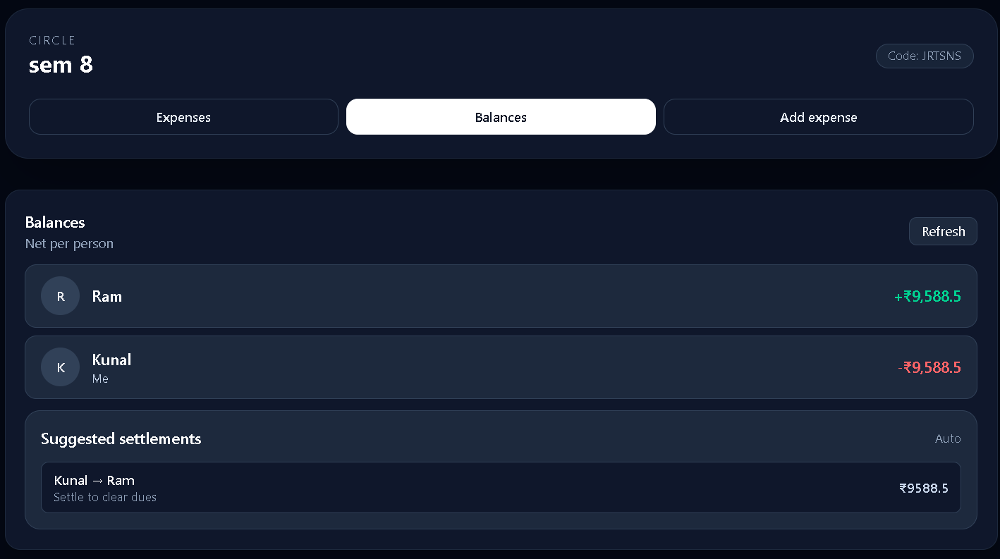 CIRCLE
sem 8
Code: JRTSNS
Expenses
Balances
Add expense
Balances
Net per person
Refresh
R
Ram
+₹9,588.5
K
Kunal
Me
-₹9,588.5
Suggested settlements
Auto
Kunal → Ram
Settle to clear dues
₹9588.5